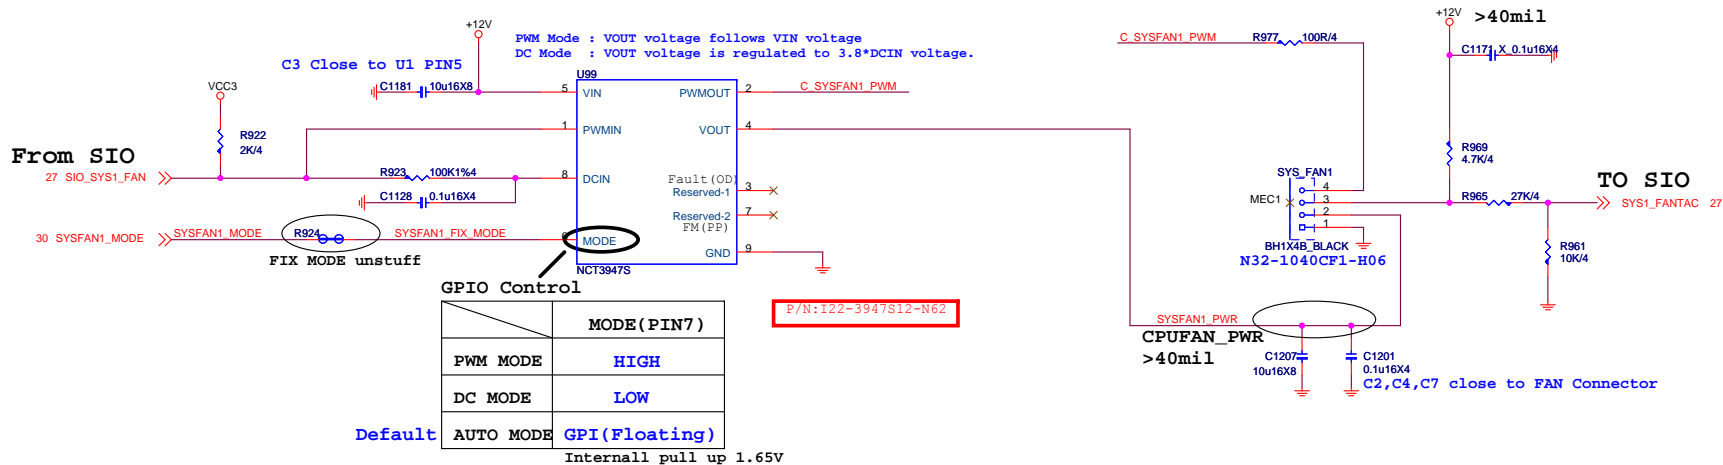 +12V
PWM Mode : VOUT voltage follows VIN voltage
DC Mode : VOUT voltage is regulated to 3.8*DCIN voltage.
C3 Close to U1 PIN5
U99
C1181 10u16X8
5 VIN
PWMOUT 2 C_SYSFAN1_PWM
VCC3
1 PWMIN
VOUT 4
R922
2K/4
From SIO
27 SIO_SYS1_FAN
R923 100K1%4
8 DCIN
Fault(OD)
Reserved-1 3
C1128 0.1u16X4
Reserved-2 7
FM(PP)
30 SYSFAN1_MODE
SYSFAN1_MODE
R924
SYSFAN1_FIX_MODE
MODE
FIX MODE unstuff
GND 9
NCT3947S
GPIO Control
MODE(PIN7)
PWM MODE HIGH
DC MODE LOW
Default AUTO MODE GPI(Floating)
Internall pull up 1.65V
P/N:I22-3947S12-N62
C_SYSFAN1_PWM
R977 100R/4
+12V >40mil
C1171 X_0.1u16X4
R969
4.7K/4
SYS_FAN1
4
MEC1
3
2
1
BH1X4B_BLACK
N32-1040CF1-H06
R965 27K/4
TO SIO
SYS1_FANTAC 27
R961
10K/4
SYSFAN1_PWR
CPUFAN_PWR
>40mil
C1207
10u16X8
C1201
0.1u16X4
C2,C4,C7 close to FAN Connector